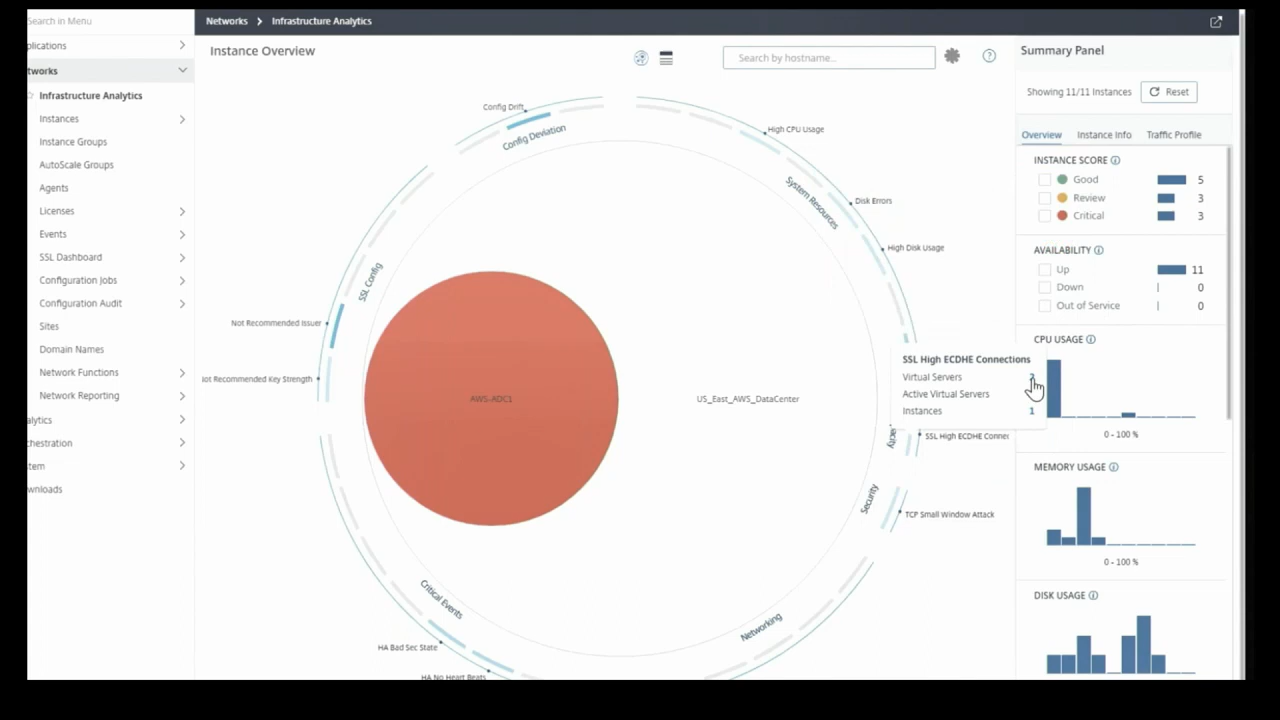 Search in Menu
Networks > Infrastructure Analytics
plications
tworks
Infrastructure Analytics
Instances
Instance Groups
AutoScale Groups
Agents
Licenses
Events
SSL Dashboard
Configuration Jobs
Configuration Audit
Sites
Domain Names
Network Functions
Network Reporting
alytics
chestration
tem
wnloads
Instance Overview
Search by hostname...
Config Drift
Config Deviation
High CPU Usage
System Resources
Disk Errors
High Disk Usage
SSL Config
Not Recommended Issuer
Not Recommended Key Strength
AWS-ADC1
US_East_AWS_DataCenter
SSL High ECDHE Connections
Virtual Servers
Active Virtual Servers
Instances 1
acity
SSL High ECDHE Connec
Security
TCP Small Window Attack
Networking
Critical Events
HA Bad Sec State
HA No Heart Beats
Summary Panel
Showing 11/11 Instances Reset
Overview Instance Info Traffic Profile
INSTANCE SCORE
Good 5
Review 3
Critical 3
AVAILABILITY
Up 11
Down 0
Out of Service 0
CPU USAGE
0 - 100 %
MEMORY USAGE
0 - 100 %
DISK USAGE